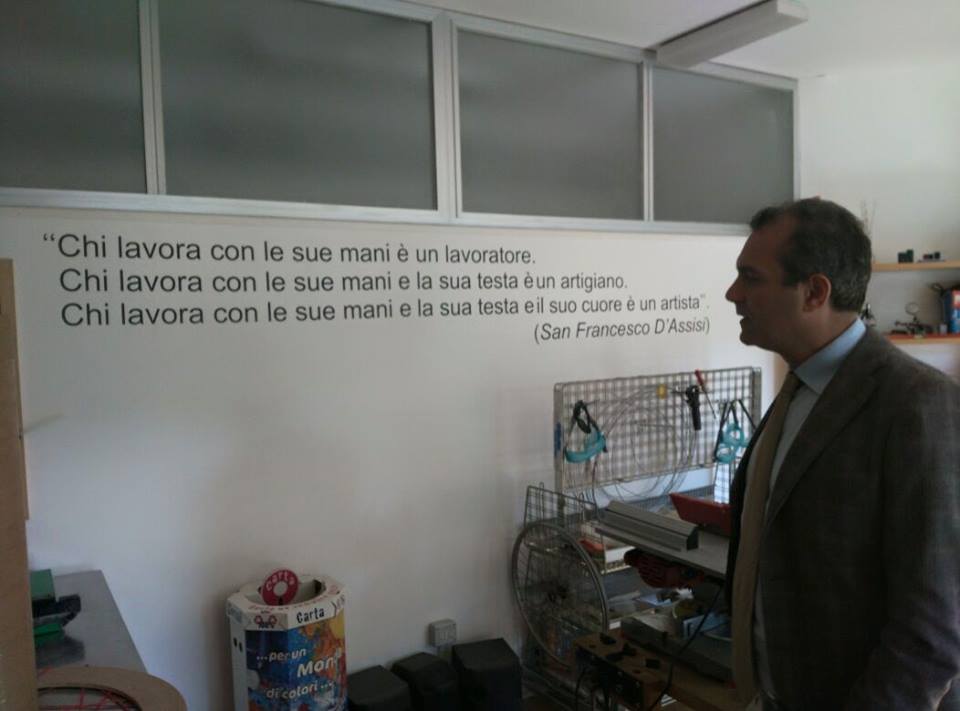 “Chi lavora con le sue mani è un lavoratore.
Chi lavora con le sue mani e la sua testa è un artigiano.
Chi lavora con le sue mani e la sua testa e il suo cuore è un artista”.
(San Francesco D’Assisi)
Carta
Carta
...per un
Mon
di colori...